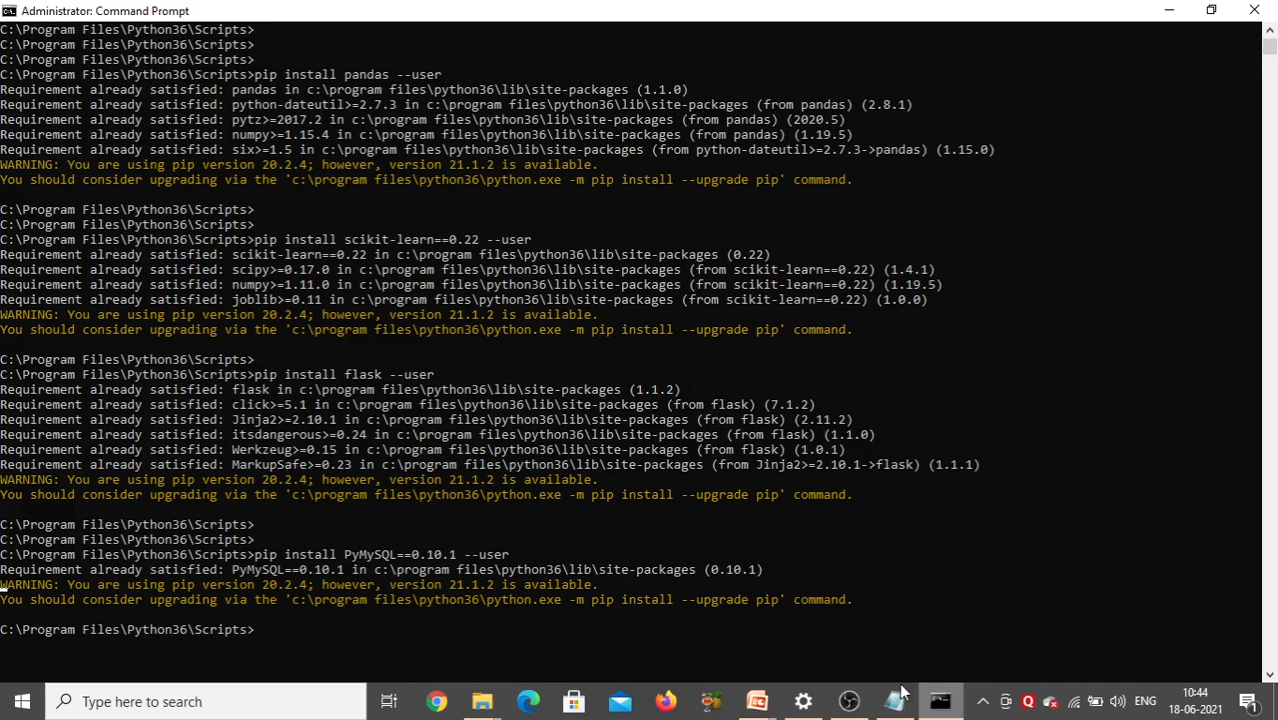 Administrator: Command Prompt
C:\Program Files\Python36\Scripts>
C:\Program Files\Python36\Scripts>
C:\Program Files\Python36\Scripts>
C:\Program Files\Python36\Scripts>pip install pandas --user
Requirement already satisfied: pandas in c:\program files\python36\lib\site-packages (1.1.0)
Requirement already satisfied: python-dateutil>=2.7.3 in c:\program files\python36\lib\site-packages (from pandas) (2.8.1)
Requirement already satisfied: pytz>=2017.2 in c:\program files\python36\lib\site-packages (from pandas) (2020.5)
Requirement already satisfied: numpy>=1.15.4 in c:\program files\python36\lib\site-packages (from pandas) (1.19.5)
Requirement already satisfied: six>=1.5 in c:\program files\python36\lib\site-packages (from python-dateutil>=2.7.3->pandas) (1.15.0)
WARNING: You are using pip version 20.2.4; however, version 21.1.2 is available.
You should consider upgrading via the 'c:\program files\python36\python.exe -m pip install --upgrade pip' command.
C:\Program Files\Python36\Scripts>
C:\Program Files\Python36\Scripts>
C:\Program Files\Python36\Scripts>pip install scikit-learn==0.22 --user
Requirement already satisfied: scikit-learn==0.22 in c:\program files\python36\lib\site-packages (0.22)
Requirement already satisfied: scipy>=0.17.0 in c:\program files\python36\lib\site-packages (from scikit-learn==0.22) (1.4.1)
Requirement already satisfied: numpy>=1.11.0 in c:\program files\python36\lib\site-packages (from scikit-learn==0.22) (1.19.5)
Requirement already satisfied: joblib>=0.11 in c:\program files\python36\lib\site-packages (from scikit-learn==0.22) (1.0.0)
WARNING: You are using pip version 20.2.4; however, version 21.1.2 is available.
You should consider upgrading via the 'c:\program files\python36\python.exe -m pip install --upgrade pip' command.
C:\Program Files\Python36\Scripts>
C:\Program Files\Python36\Scripts>pip install flask --user
Requirement already satisfied: flask in c:\program files\python36\lib\site-packages (1.1.2)
Requirement already satisfied: click>=5.1 in c:\program files\python36\lib\site-packages (from flask) (7.1.2)
Requirement already satisfied: Jinja2>=2.10.1 in c:\program files\python36\lib\site-packages (from flask) (2.11.2)
Requirement already satisfied: itsdangerous>=0.24 in c:\program files\python36\lib\site-packages (from flask) (1.1.0)
Requirement already satisfied: Werkzeug>=0.15 in c:\program files\python36\lib\site-packages (from flask) (1.0.1)
Requirement already satisfied: MarkupSafe>=0.23 in c:\program files\python36\lib\site-packages (from Jinja2>=2.10.1->flask) (1.1.1)
WARNING: You are using pip version 20.2.4; however, version 21.1.2 is available.
You should consider upgrading via the 'c:\program files\python36\python.exe -m pip install --upgrade pip' command.
C:\Program Files\Python36\Scripts>
C:\Program Files\Python36\Scripts>
C:\Program Files\Python36\Scripts>pip install PyMySQL==0.10.1 --user
Requirement already satisfied: PyMySQL==0.10.1 in c:\program files\python36\lib\site-packages (0.10.1)
WARNING: You are using pip version 20.2.4; however, version 21.1.2 is available.
You should consider upgrading via the 'c:\program files\python36\python.exe -m pip install --upgrade pip' command.
C:\Program Files\Python36\Scripts>
Type here to search
ENG
10:44
18-06-2021
1